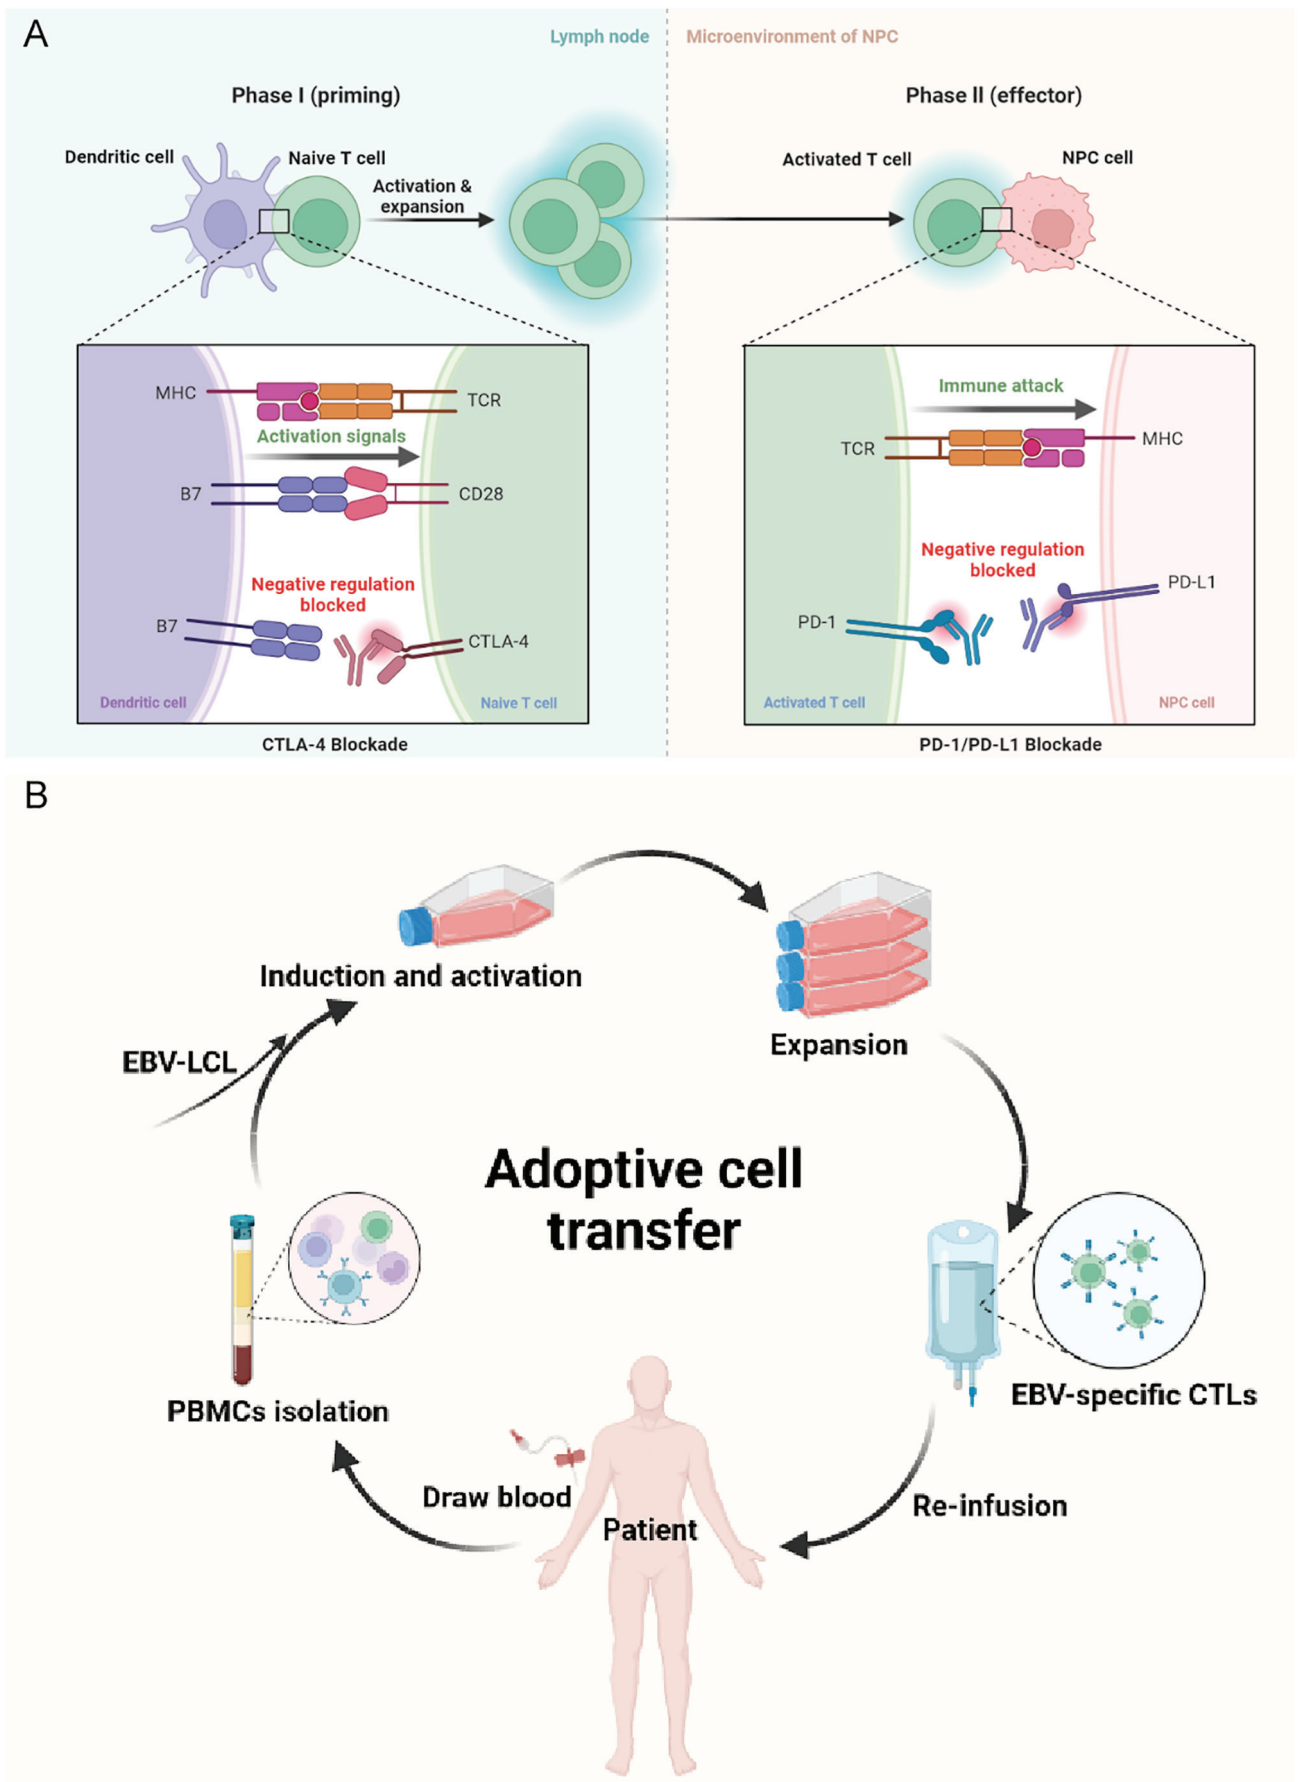 A
Lymph node
Microenvironment of NPC
Phase I (priming)
Phase II (effector)
Dendritic cell
Naive T cell
Activation &
expansion
Activated T cell
NPC cell
MHC
TCR
Activation signals
B7
CD28
Negative regulation
blocked
B7
CTLA-4
Dendritic cell
Naive T cell
CTLA-4 Blockade
Immune attack
TCR
MHC
Negative regulation
blocked
PD-L1
PD-1
Activated T cell
NPC cell
PD-1/PD-L1 Blockade
B
Induction and activation
Expansion
EBV-LCL
Adoptive cell
transfer
PBMCs isolation
EBV-specific CTLs
Draw blood
Patient
Re-infusion